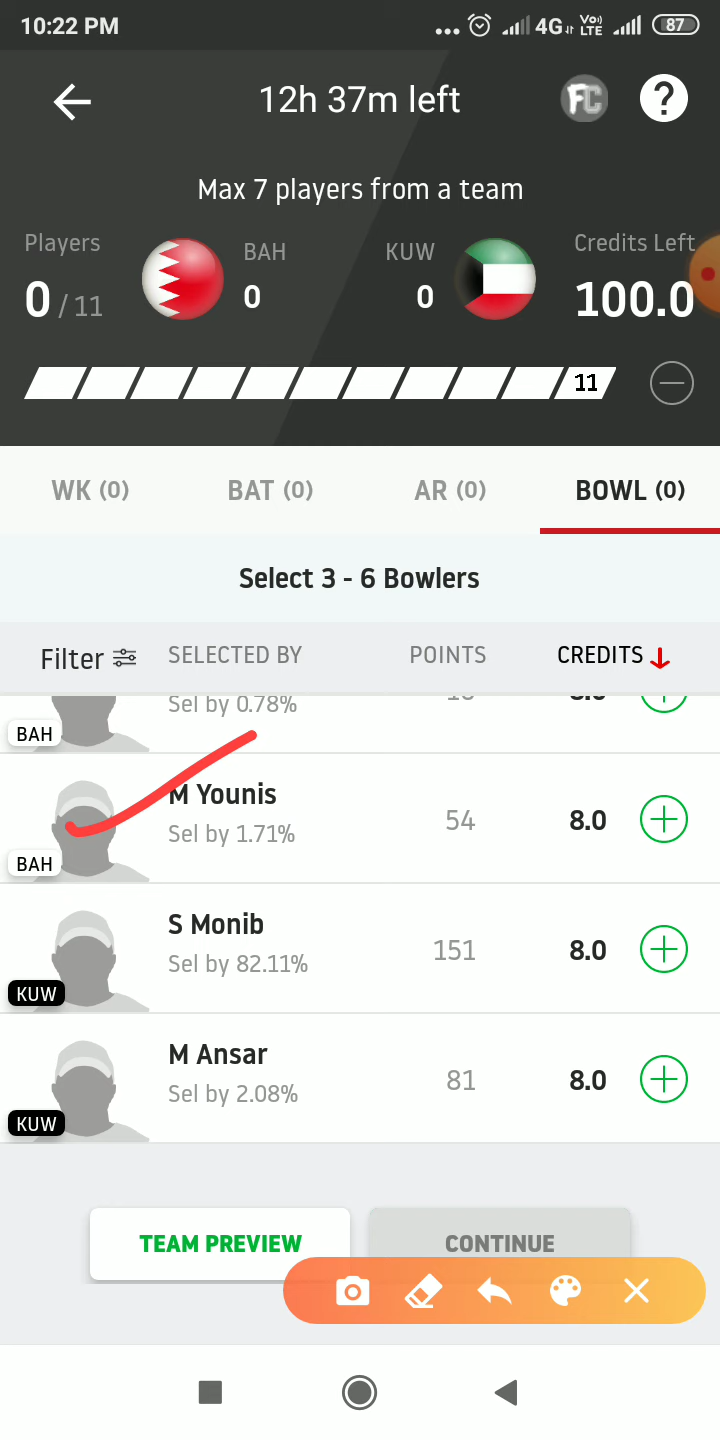 10:22 PM
4G Vo) LTE 87
12h 37m left
FC ?
Max 7 players from a team
Players BAH KUW Credits Left
0 / 11 0 0 100.0
11
WK (0) BAT (0) AR (0) BOWL (0)
Select 3 - 6 Bowlers
Filter SELECTED BY POINTS CREDITS
Sel by 0.78%
BAH
M Younis
Sel by 1.71% 54 8.0
BAH
S Monib
Sel by 82.11% 151 8.0
KUW
M Ansar
Sel by 2.08% 81 8.0
KUW
TEAM PREVIEW CONTINUE